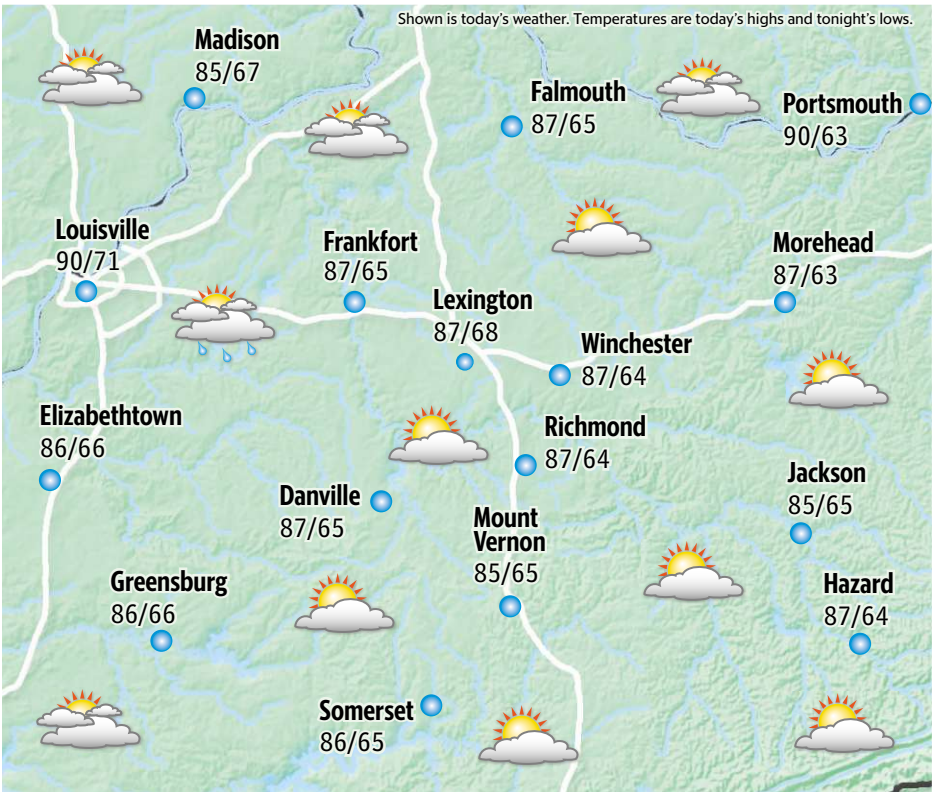 Shown is today's weather. Temperatures are today's highs and tonight's lows.
Madison
85/67
Falmouth
87/65
Portsmouth
90/63
Louisville
90/71
Frankfort
87/65
Morehead
87/63
Lexington
87/68
Winchester
87/64
Elizabethtown
86/66
Richmond
87/64
Jackson
85/65
Danville
87/65
Mount
Vernon
85/65
Greensburg
86/66
Hazard
87/64
Somerset
86/65